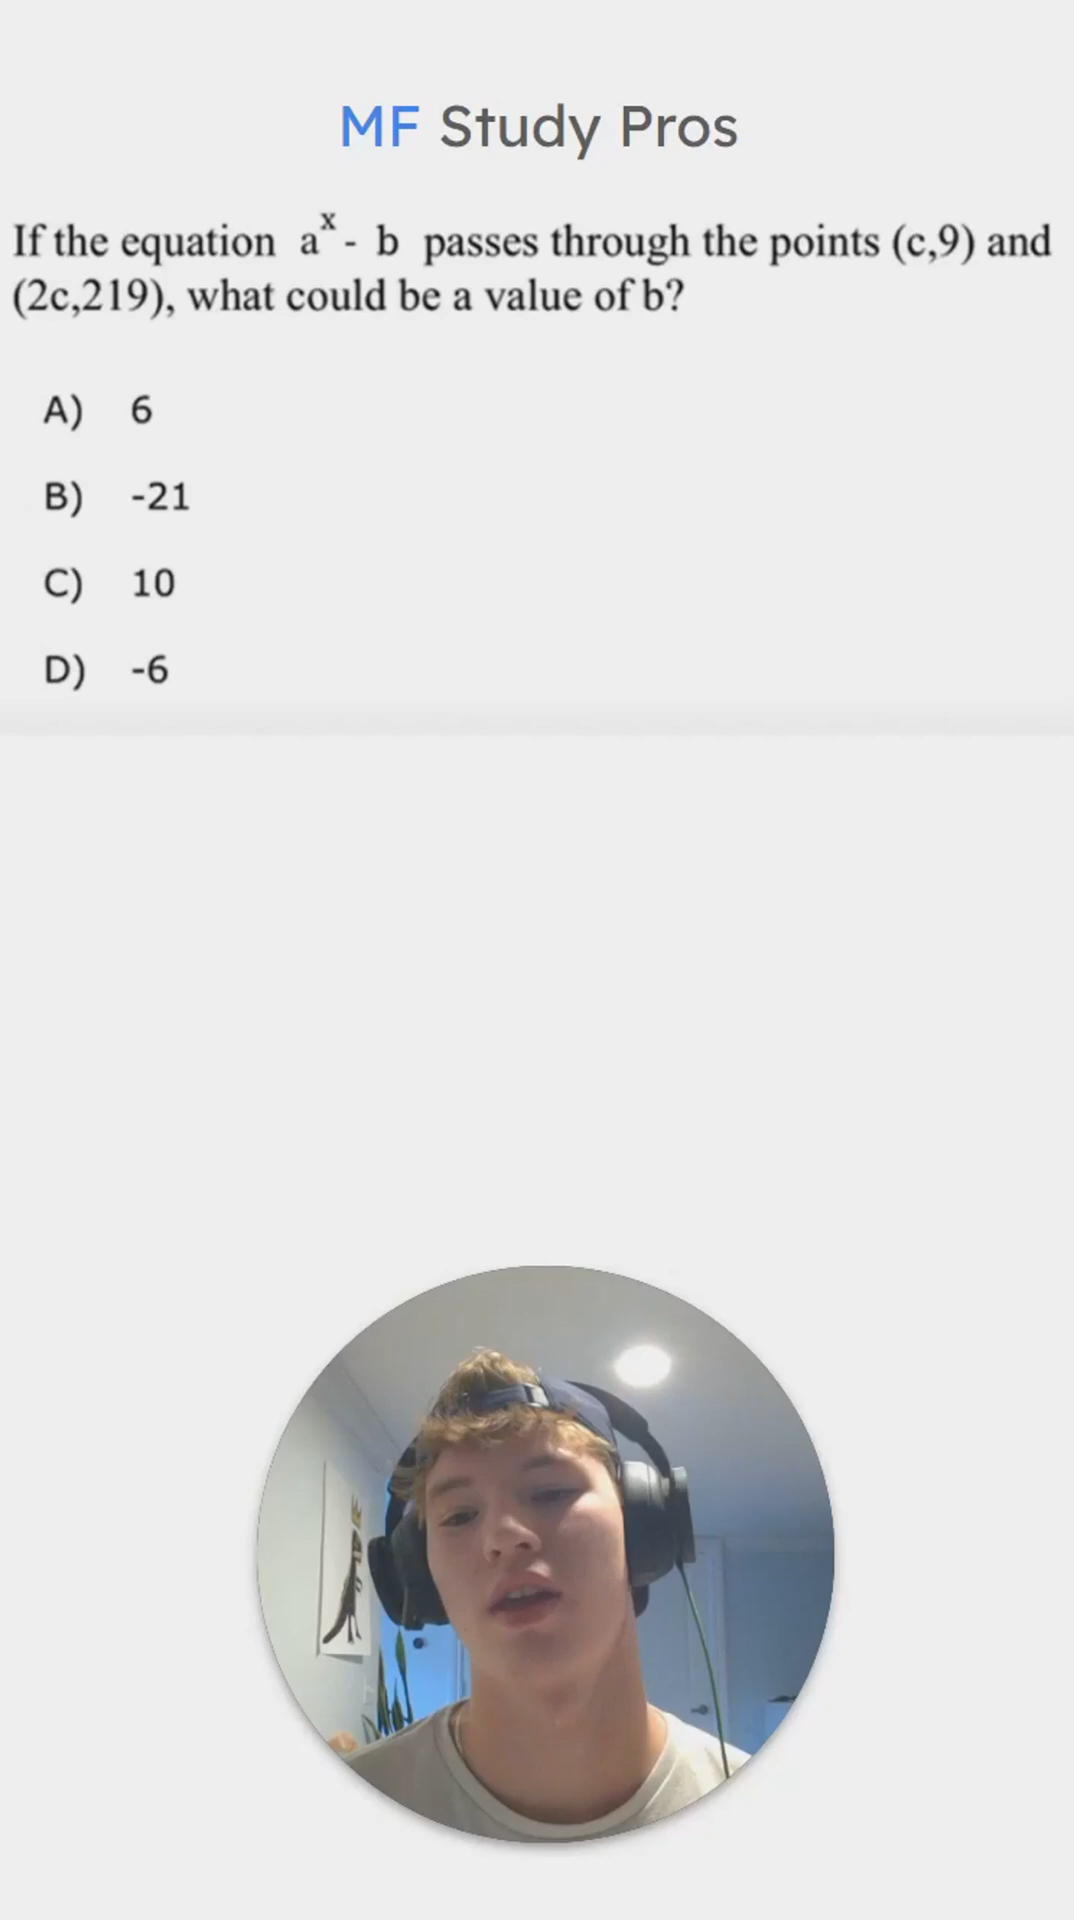 MF Study Pros
If the equation a^x - b passes through the points (c,9) and
(2c,219), what could be a value of b?
A) 6
B) -21
C) 10
D) -6